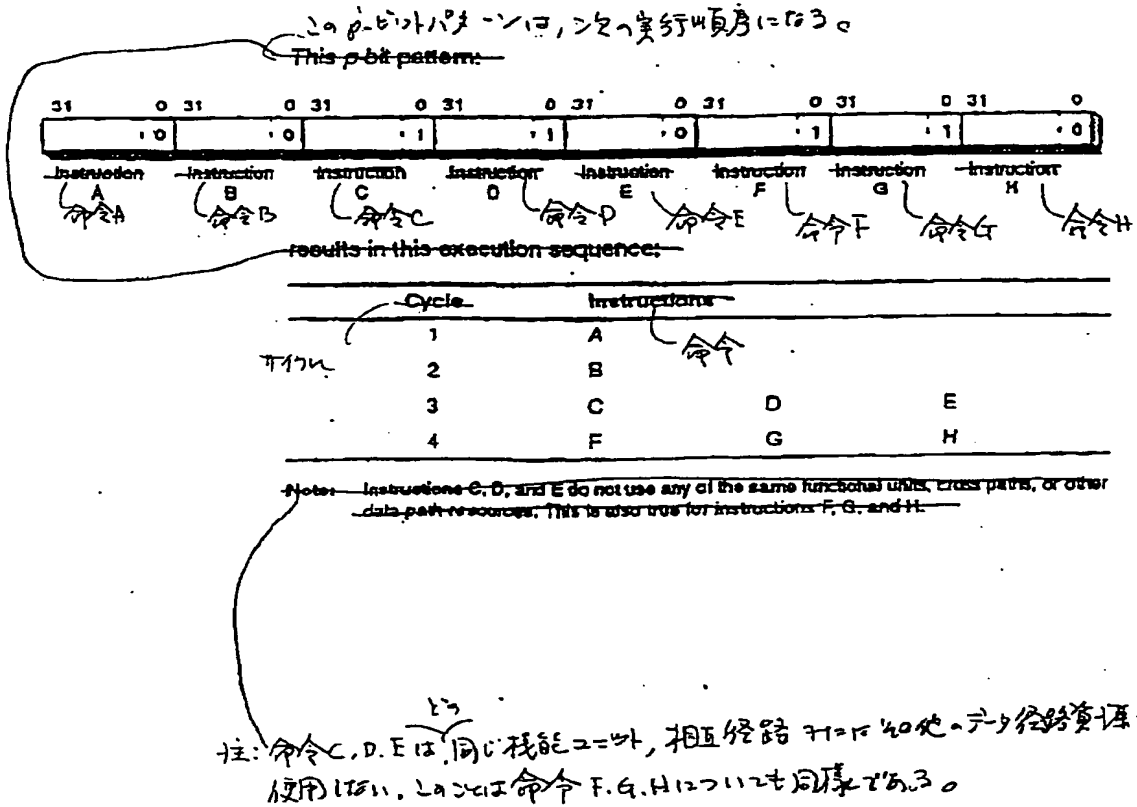 このp-ビットパターンは,次の実行順序になる。
This p-bit pattern:
31 0 31 0 31 0 31 0 31 0 31 0 31 0 31 0
0 0 1 1 0 1 1 0
Instruction Instruction Instruction Instruction Instruction Instruction Instruction Instruction
A B C D E F G H
命令A 命令B 命令C 命令D 命令E 命令F 命令G 命令H
results in this execution sequence:
Cycle Instructions
サイクル 命令
1 A
2 B
3 C D E
4 F G H
Note: Instructions C, D, and E do not use any of the same functional units, cross paths, or other
data path resources. This is also true for instructions F, G, and H.
どの
注: 命令C.D.Eは同じ機能ユニット,相互経路またはその他のデータ経路資源
使用しない.このことは命令F.G.Hについても同様である。